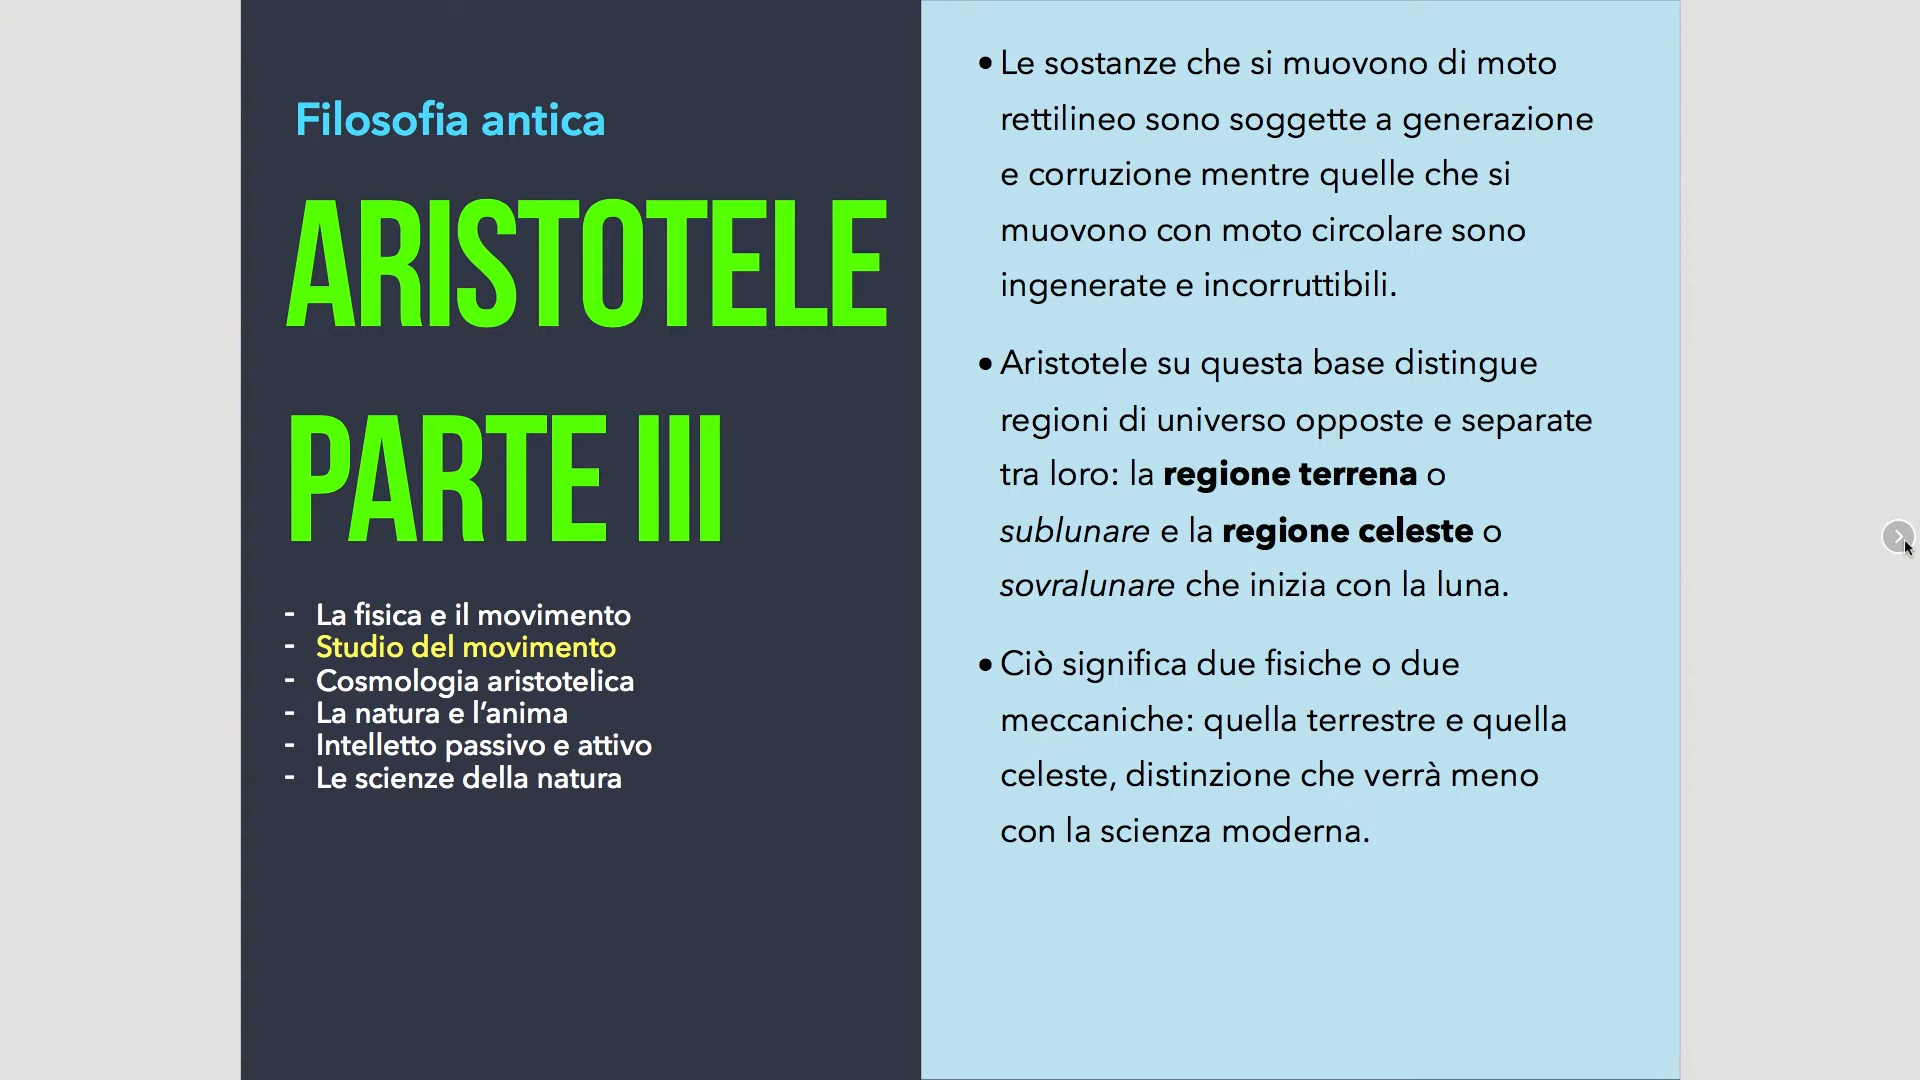 Filosofia antica
ARISTOTELE
PARTE III
- La fisica e il movimento
- Studio del movimento
- Cosmologia aristotelica
- La natura e l’anima
- Intelletto passivo e attivo
- Le scienze della natura
• Le sostanze che si muovono di moto
rettilineo sono soggette a generazione
e corruzione mentre quelle che si
muovono con moto circolare sono
ingenerate e incorruttibili.
• Aristotele su questa base distingue
regioni di universo opposte e separate
tra loro: la regione terrena o
sublunare e la regione celeste o
sovralunare che inizia con la luna.
• Ciò significa due fisiche o due
meccaniche: quella terrestre e quella
celeste, distinzione che verrà meno
con la scienza moderna.